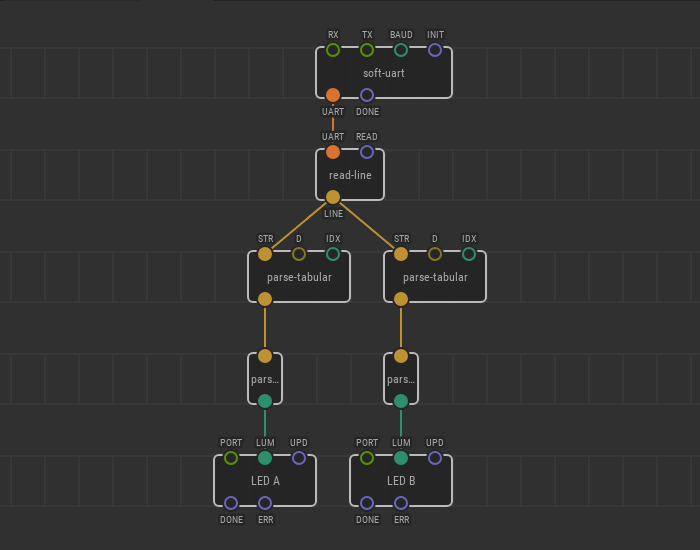 RX TX BAUD INIT
soft-uart
UART DONE
UART READ
read-line
LINE
STR D IDX STR D IDX
parse-tabular parse-tabular
pars... pars...
PORT LUM UPD PORT LUM UPD
LED A LED B
DONE ERR DONE ERR